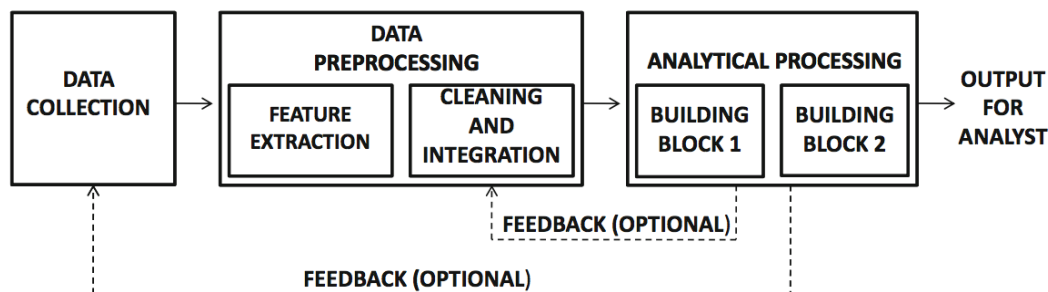 DATA
COLLECTION
DATA
PREPROCESSING
FEATURE
EXTRACTION
CLEANING
AND
INTEGRATION
ANALYTICAL PROCESSING
BUILDING
BLOCK 1
BUILDING
BLOCK 2
OUTPUT
FOR
ANALYST
FEEDBACK (OPTIONAL)
FEEDBACK (OPTIONAL)